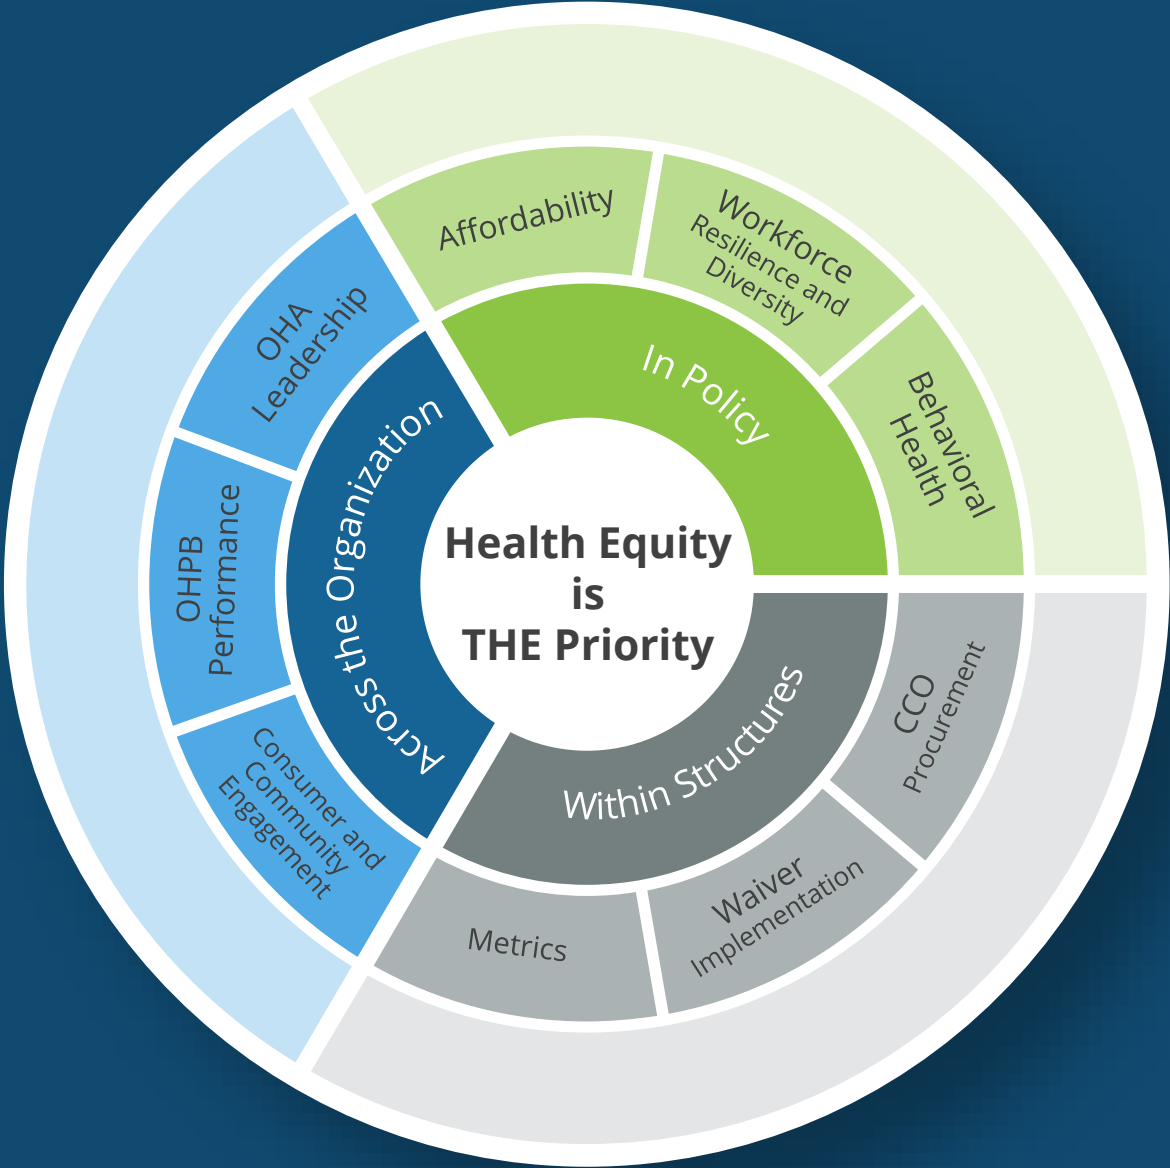 Health Equity
is
THE Priority
In Policy
Affordability
Workforce
Resilience and
Diversity
Behavioral
Health
Within Structures
CCO
Procurement
Waiver
Implementation
Metrics
Across the Organization
Consumer and
Community
Engagement
OHPB
Performance
OHA
Leadership